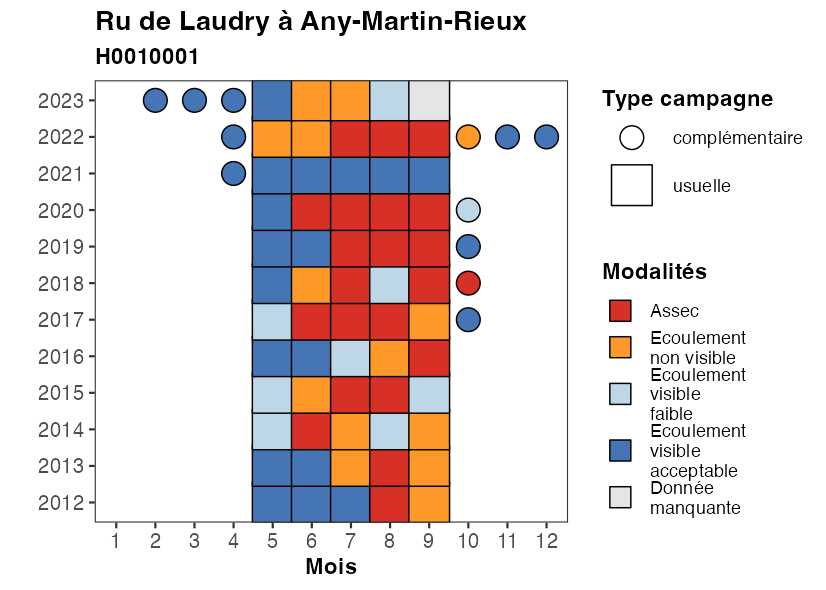 Ru de Laudry à Any-Martin-Rieux
H0010001
2023
2022
2021
2020
2019
2018
2017
2016
2015
2014
2013
2012
1 2 3 4 5 6 7 8 9 10 11 12
Mois
Type campagne
complémentaire
usuelle
Modalités
Assec
Ecoulement
non visible
Ecoulement
visible
faible
Ecoulement
visible
acceptable
Donnée
manquante